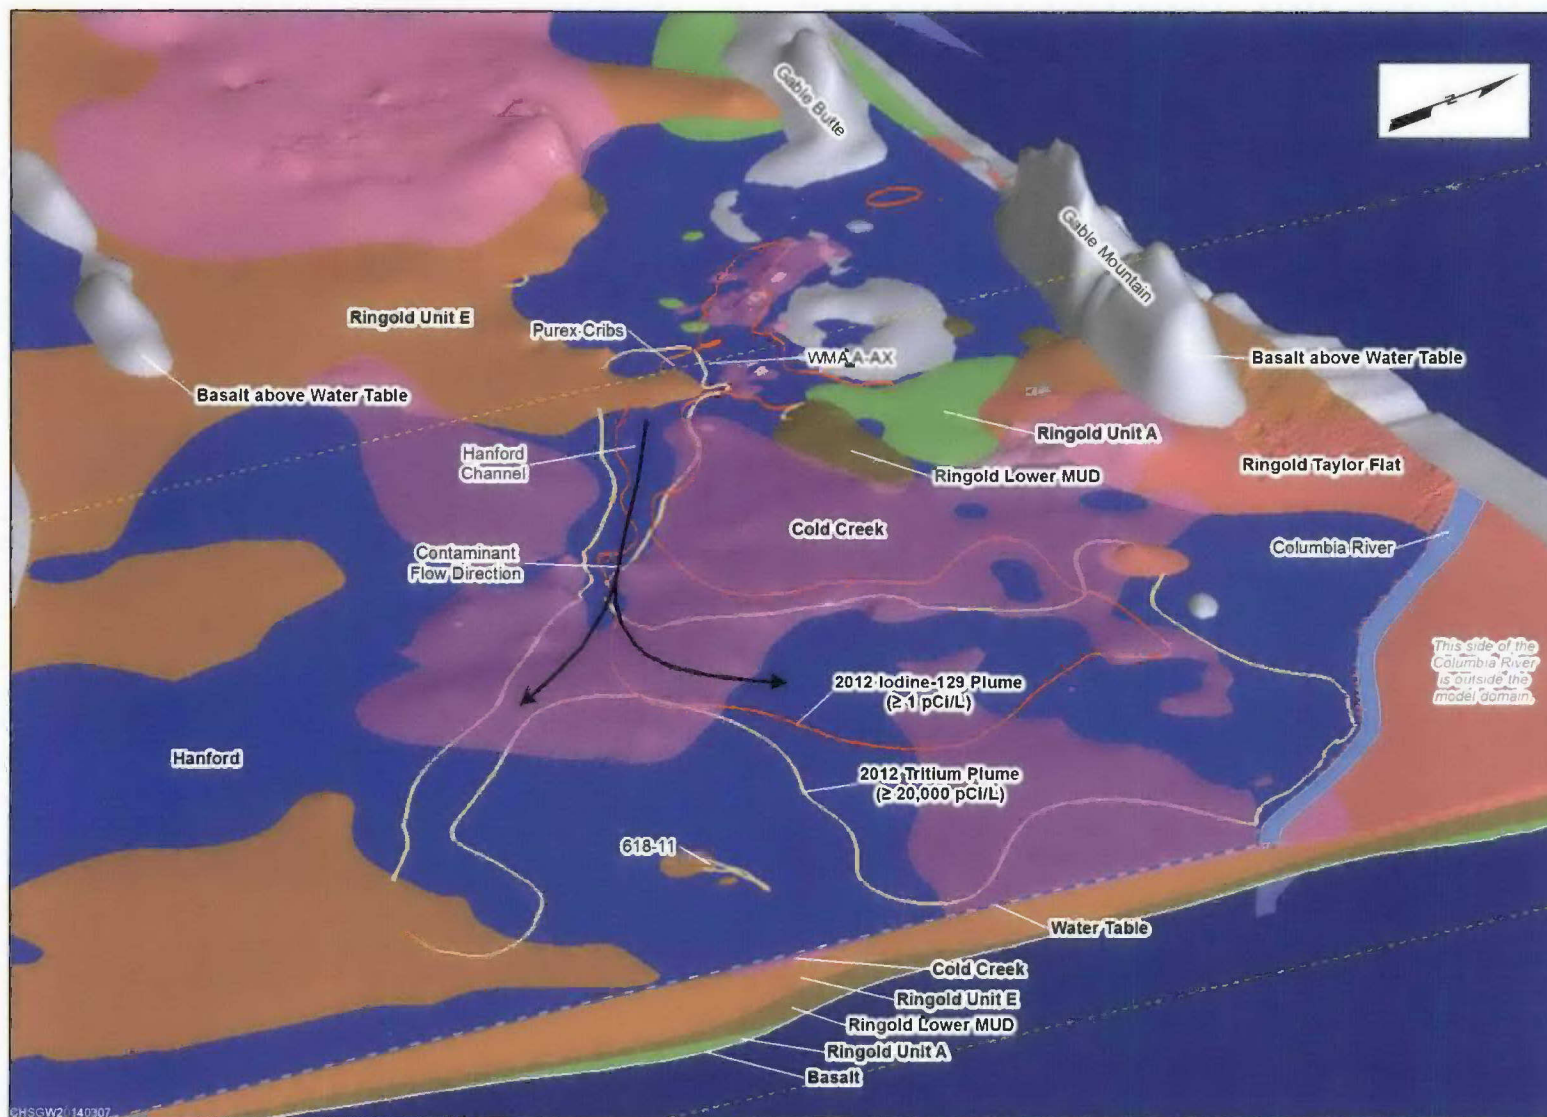 Gable Butte
N
Gable Mountain
Ringold Unit E
Purex Cribs
WMA A-AX
Basalt above Water Table
Basalt above Water Table
Ringold Unit A
Hanford
Channel
Ringold Lower MUD
Ringold Taylor Flat
Cold Creek
Columbia River
Contaminant
Flow Direction
This side of the
Columbia River
is outside the
model domain.
2012 Iodine-129 Plume
(≥ 1 pCi/L)
Hanford
2012 Tritium Plume
(≥ 20,000 pCi/L)
618-11
Water Table
Cold Creek
Ringold Unit E
Ringold Lower MUD
Ringold Unit A
Basalt
CHSGW20140307